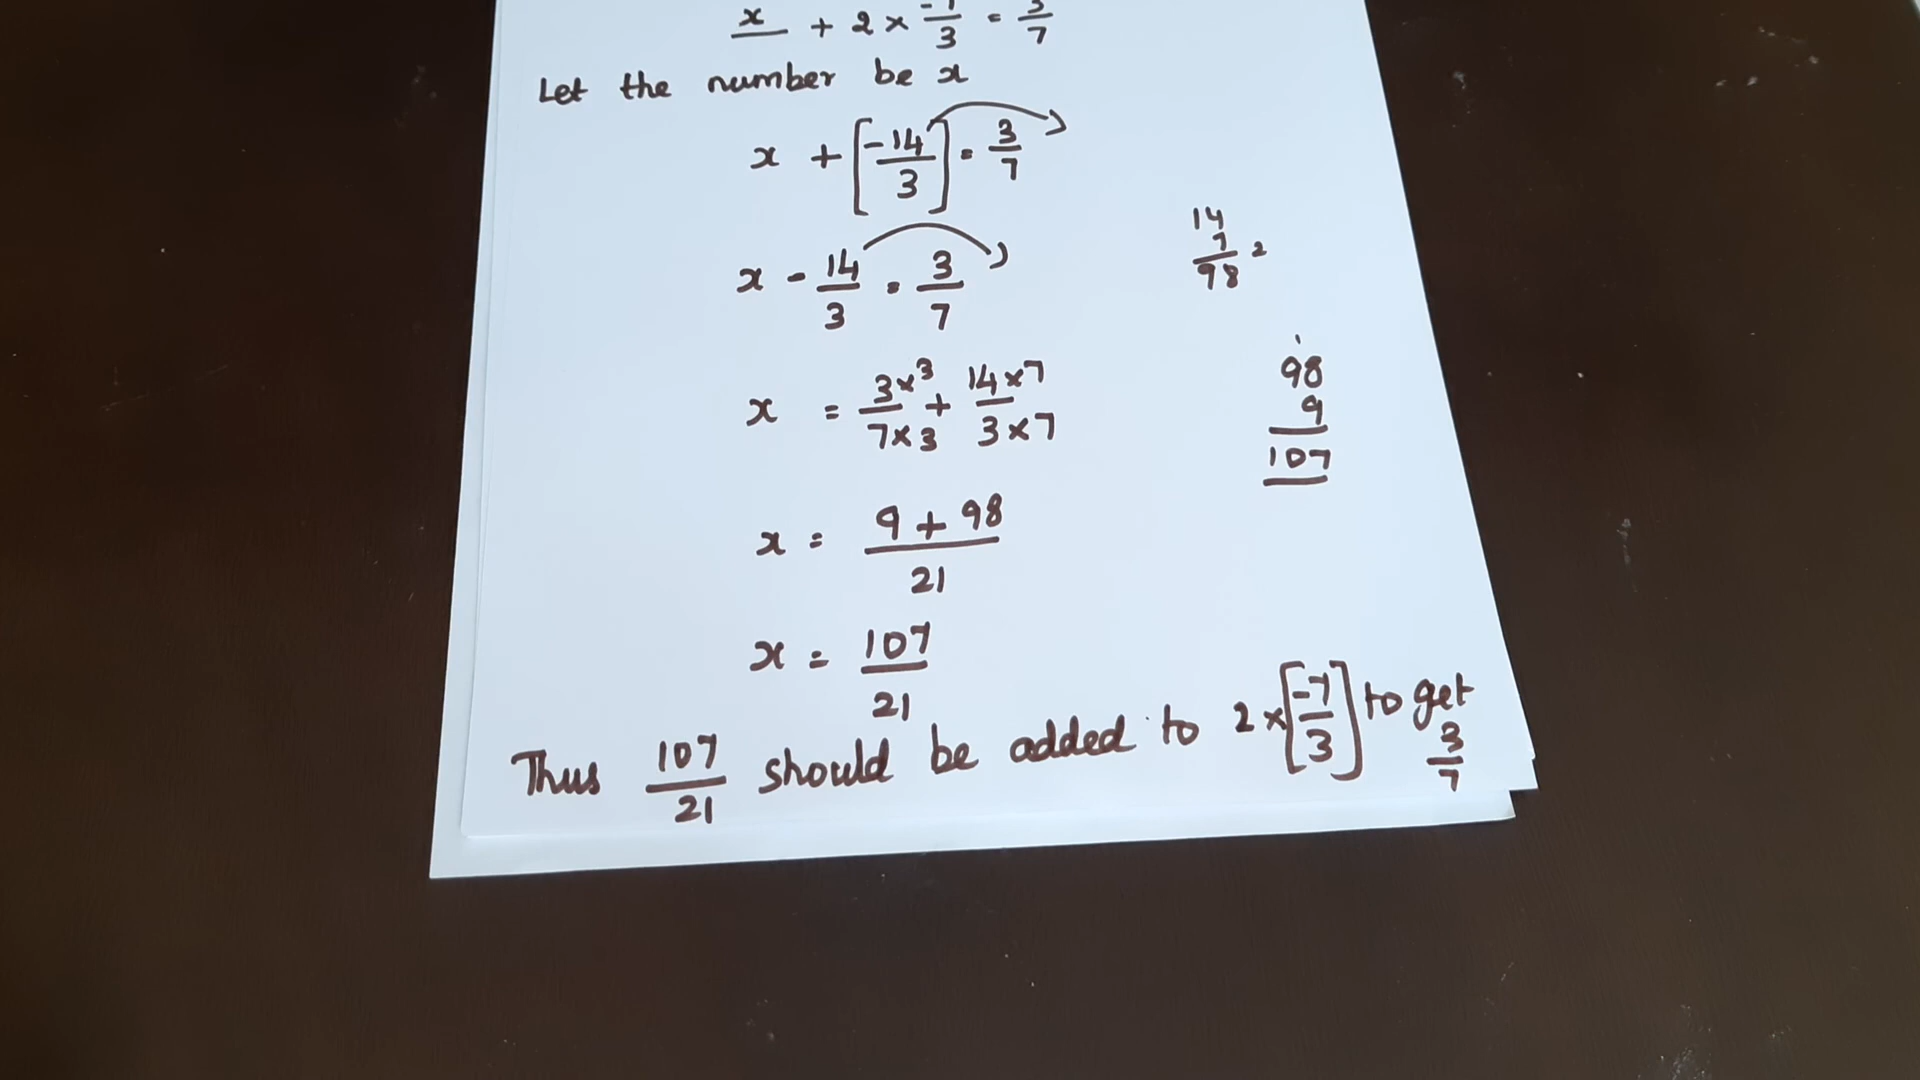 x + 2 × -7/3 = 3/7
Let the number be x
x + [-14/3] = 3/7
x - 14/3 = 3/7
14
7
98 2
x = 3×3/7×3 + 14×7/3×7
1
98
9
107
x = 9 + 98/21
x = 107/21
Thus 107/21 should be added to 2×[-7/3] to get 3/7